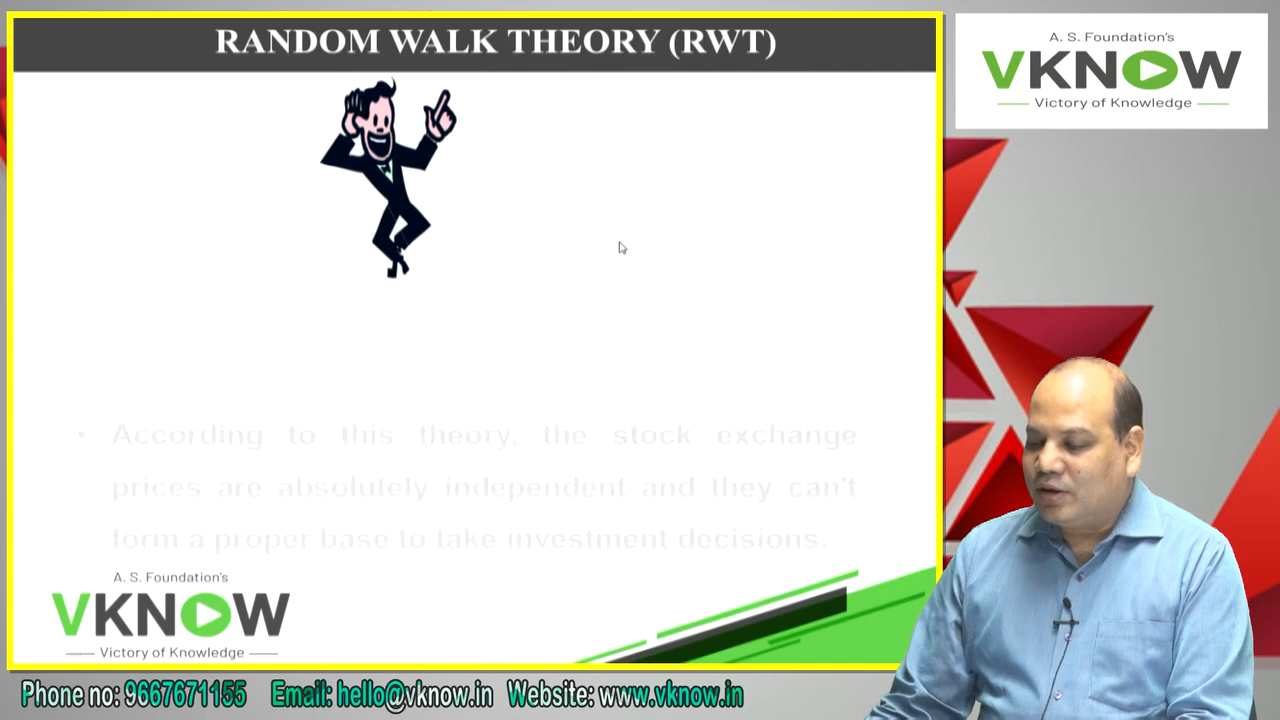 RANDOM WALK THEORY (RWT)
A. S. Foundation's
VKNOW
Victory of Knowledge
• According to this theory, the stock exchange
prices are absolutely independent and they can't
form a proper base to take investment decisions.
A. S. Foundation's
VKNOW
Victory of Knowledge
Phone no: 9667671155 Email: hello@vknow.in Website: www.vknow.in